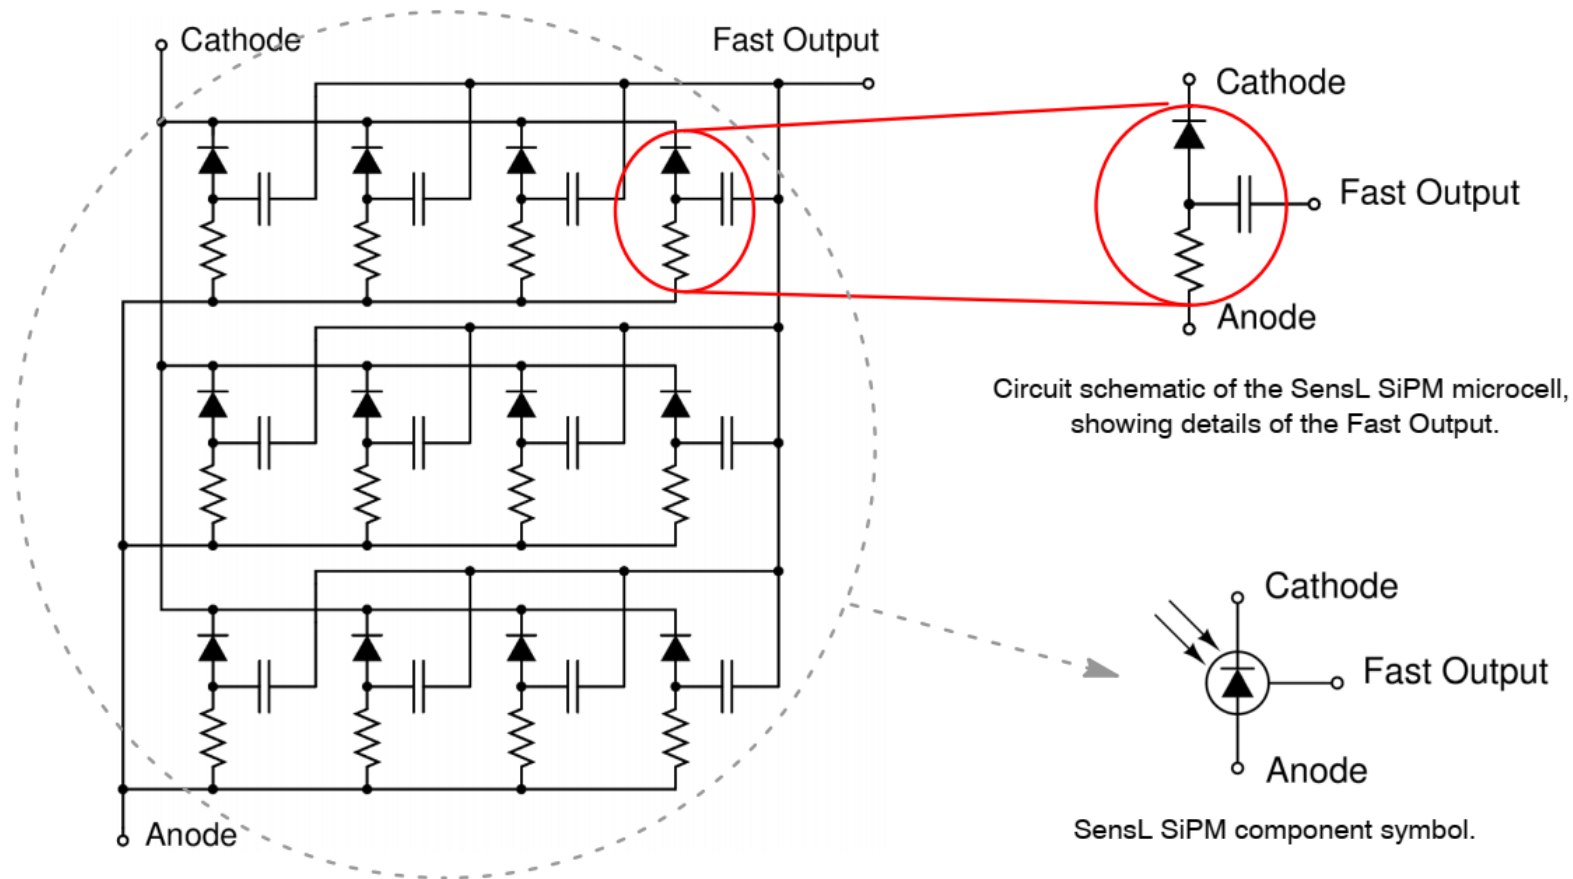 Cathode
Fast Output
Cathode
Fast Output
Anode
Circuit schematic of the SensL SiPM microcell,
showing details of the Fast Output.
Cathode
Fast Output
Anode
SensL SiPM component symbol.
Anode